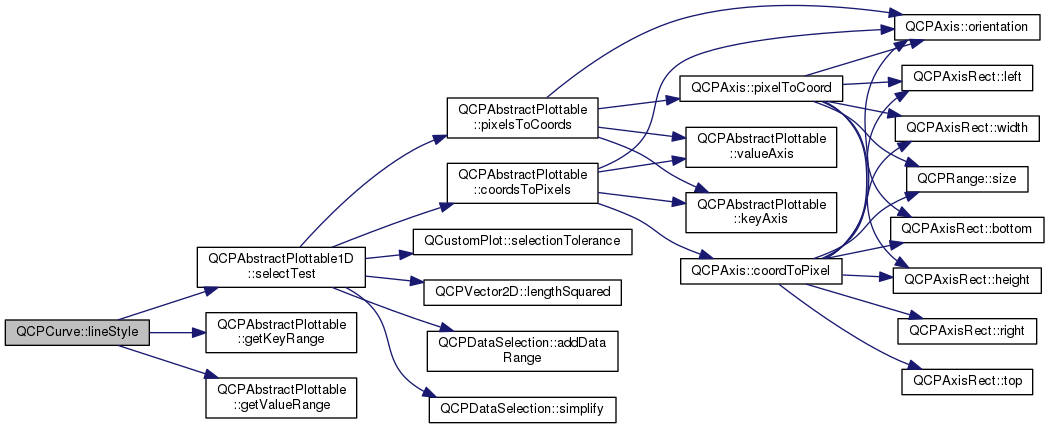 QCPCurve::lineStyle
QCPAbstractPlottable1D
::selectTest
QCPAbstractPlottable
::getKeyRange
QCPAbstractPlottable
::getValueRange
QCPAbstractPlottable
::pixelsToCoords
QCPAbstractPlottable
::coordsToPixels
QCustomPlot::selectionTolerance
QCPVector2D::lengthSquared
QCPDataSelection::addData
Range
QCPDataSelection::simplify
QCPAxis::pixelToCoord
QCPAbstractPlottable
::valueAxis
QCPAbstractPlottable
::keyAxis
QCPAxis::coordToPixel
QCPAxis::orientation
QCPAxisRect::left
QCPAxisRect::width
QCPRange::size
QCPAxisRect::bottom
QCPAxisRect::height
QCPAxisRect::right
QCPAxisRect::top